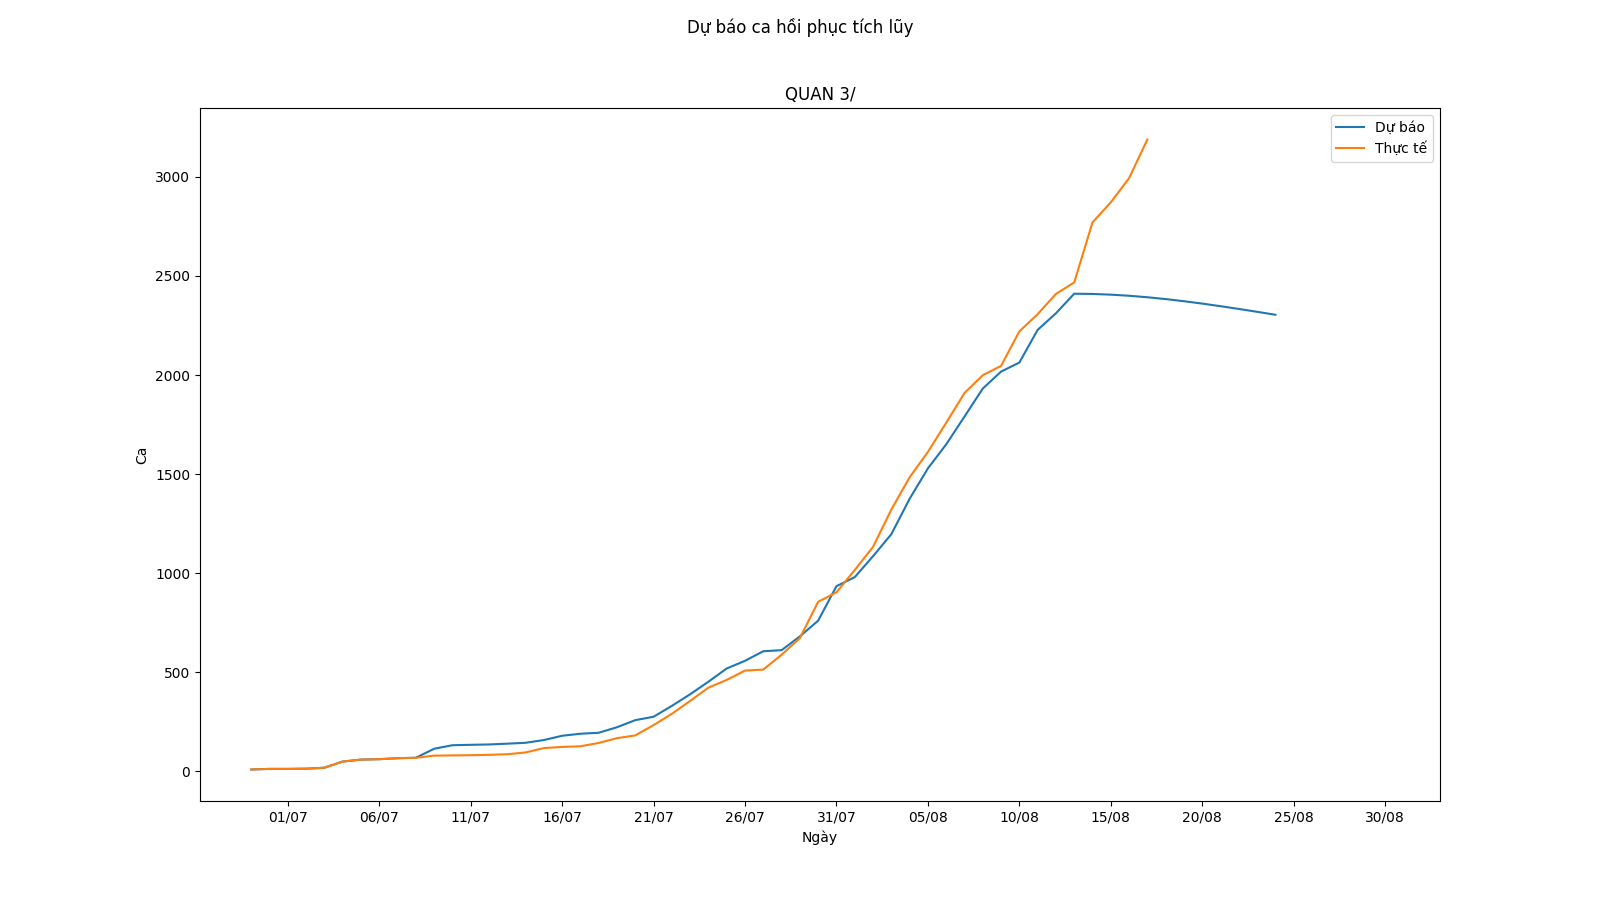 Dự báo ca hồi phục tích lũy
QUAN 3/
Dự báo
Thực tế
3000
2500
2000
1500
1000
500
0
Ca
01/07 06/07 11/07 16/07 21/07 26/07 31/07 05/08 10/08 15/08 20/08 25/08 30/08
Ngày